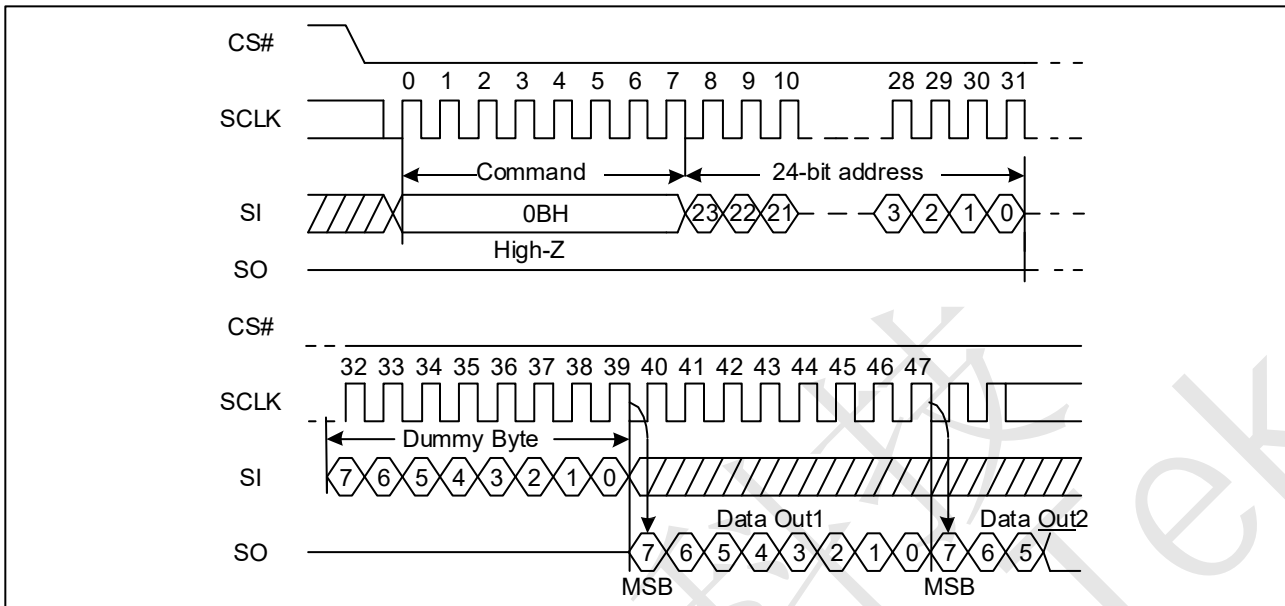 CS#
0 1 2 3 4 5 6 7 8 9 10 28 29 30 31
SCLK
Command 24-bit address
SI 0BH 23 22 21 3 2 1 0
High-Z
SO
CS#
32 33 34 35 36 37 38 39 40 41 42 43 44 45 46 47
SCLK
Dummy Byte
SI 7 6 5 4 3 2 1 0
Data Out1 Data Out2
SO 7 6 5 4 3 2 1 0 7 6 5
MSB MSB
科技
Tek